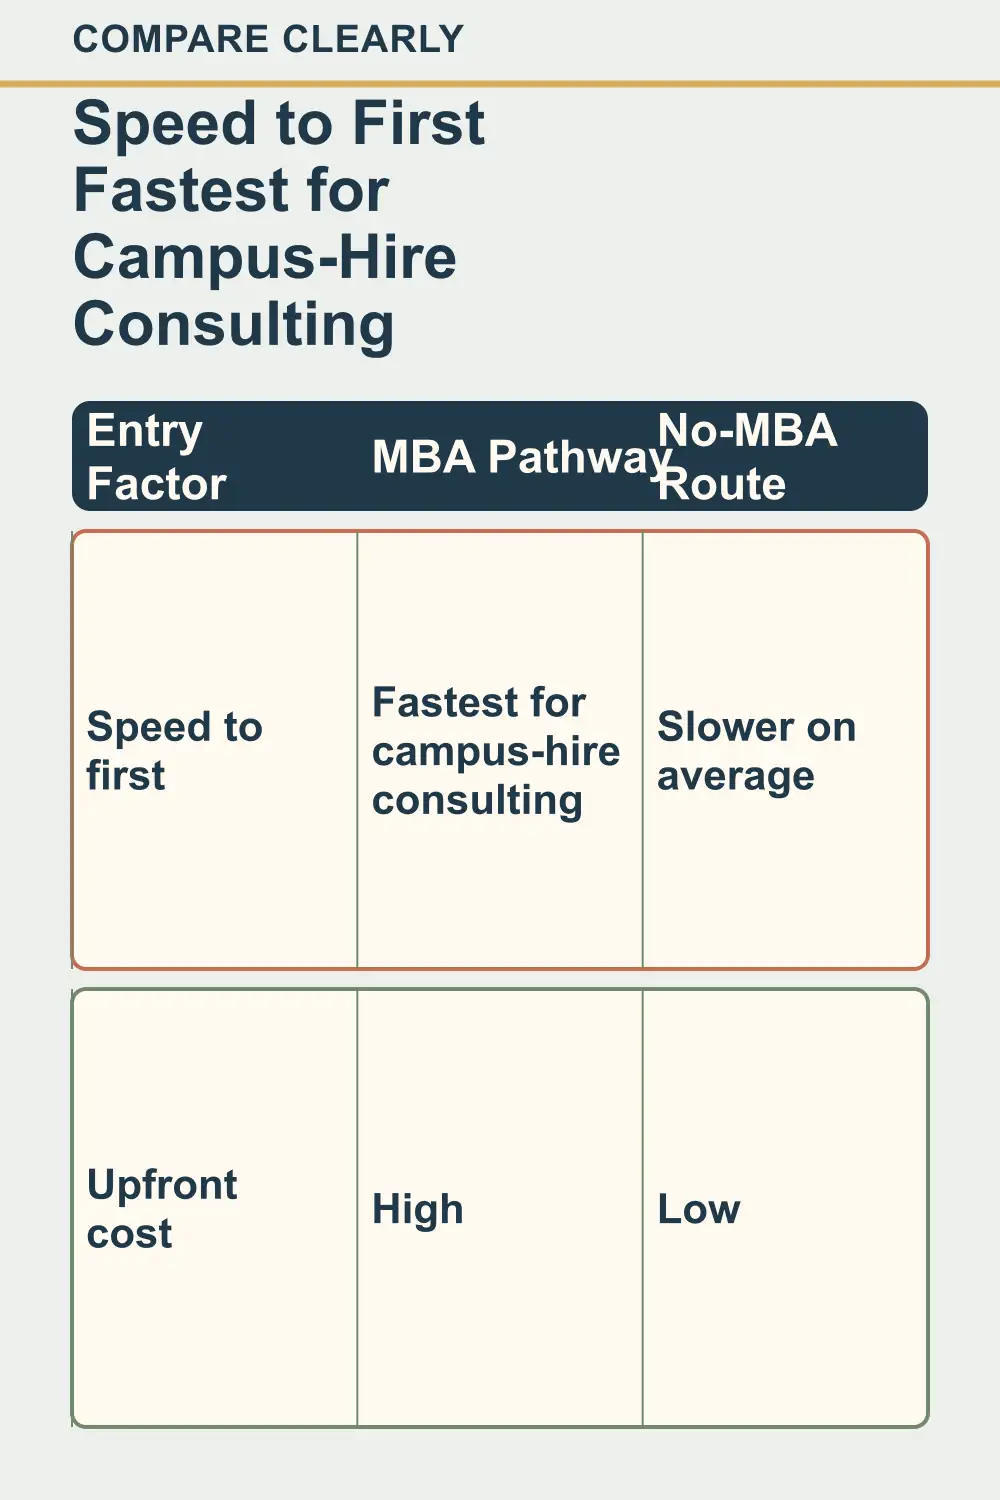 COMPARE CLEARLY
Speed to First
Fastest for
Campus-Hire
Consulting
Entry
Factor
MBA Pathway
No-MBA
Route
Speed to
first
Fastest for
campus-hire
consulting
Slower on
average
Upfront
cost
High
Low